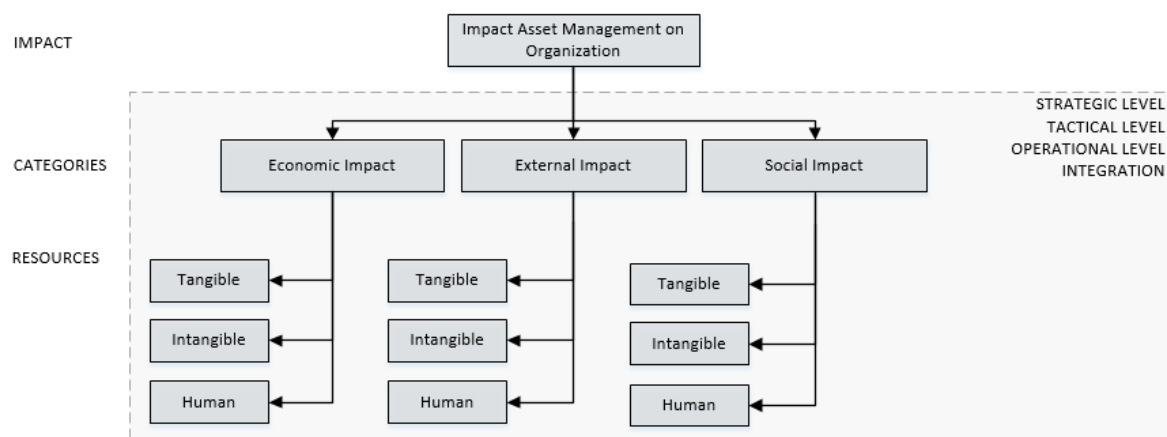 IMPACT
Impact Asset Management on
Organization
STRATEGIC LEVEL
TACTICAL LEVEL
OPERATIONAL LEVEL
INTEGRATION
CATEGORIES
Economic Impact
External Impact
Social Impact
RESOURCES
Tangible
Tangible
Tangible
Intangible
Intangible
Intangible
Human
Human
Human